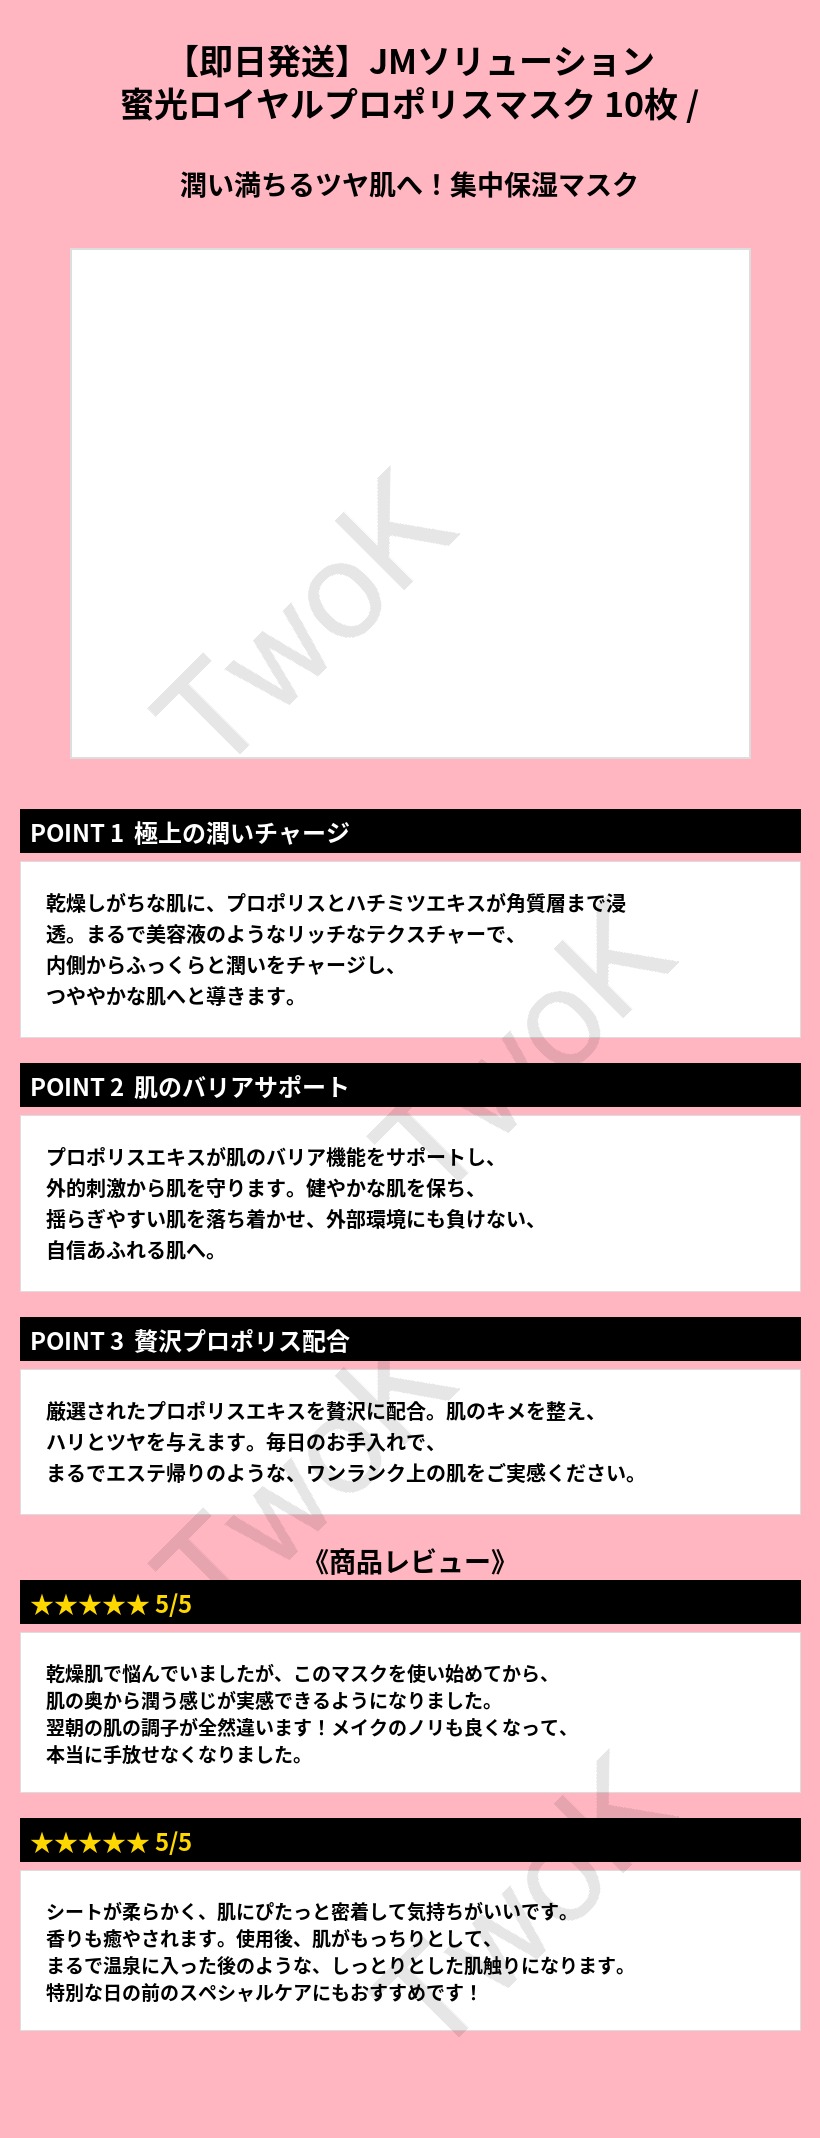 【即日発送】JMソリューション
蜜光ロイヤルプロポリスマスク 10枚 /
潤い満ちるツヤ肌へ！集中保湿マスク
TwoK
POINT 1 極上の潤いチャージ
乾燥しがちな肌に、プロポリスとハチミツエキスが角質層まで浸
透。まるで美容液のようなリッチなテクスチャーで、
内側からふっくらと潤いをチャージし、
つややかな肌へと導きます。
TwoK
POINT 2 肌のバリアサポート
プロポリスエキスが肌のバリア機能をサポートし、
外的刺激から肌を守ります。健やかな肌を保ち、
揺らぎやすい肌を落ち着かせ、外部環境にも負けない、
自信あふれる肌へ。
POINT 3 贅沢プロポリス配合
厳選されたプロポリスエキスを贅沢に配合。肌のキメを整え、
ハリとツヤを与えます。毎日のお手入れで、
まるでエステ帰りのような、ワンランク上の肌をご実感ください。
TwoK
《商品レビュー》
★★★★★ 5/5
乾燥肌で悩んでいましたが、このマスクを使い始めてから、
肌の奥から潤う感じが実感できるようになりました。
翌朝の肌の調子が全然違います！メイクのノリも良くなって、
本当に手放せなくなりました。
★★★★★ 5/5
シートが柔らかく、肌にぴたっと密着して気持ちがいいです。
香りも癒やされます。使用後、肌がもっちりとして、
まるで温泉に入った後のような、しっとりとした肌触りになります。
特別な日の前のスペシャルケアにもおすすめです！
TwoK